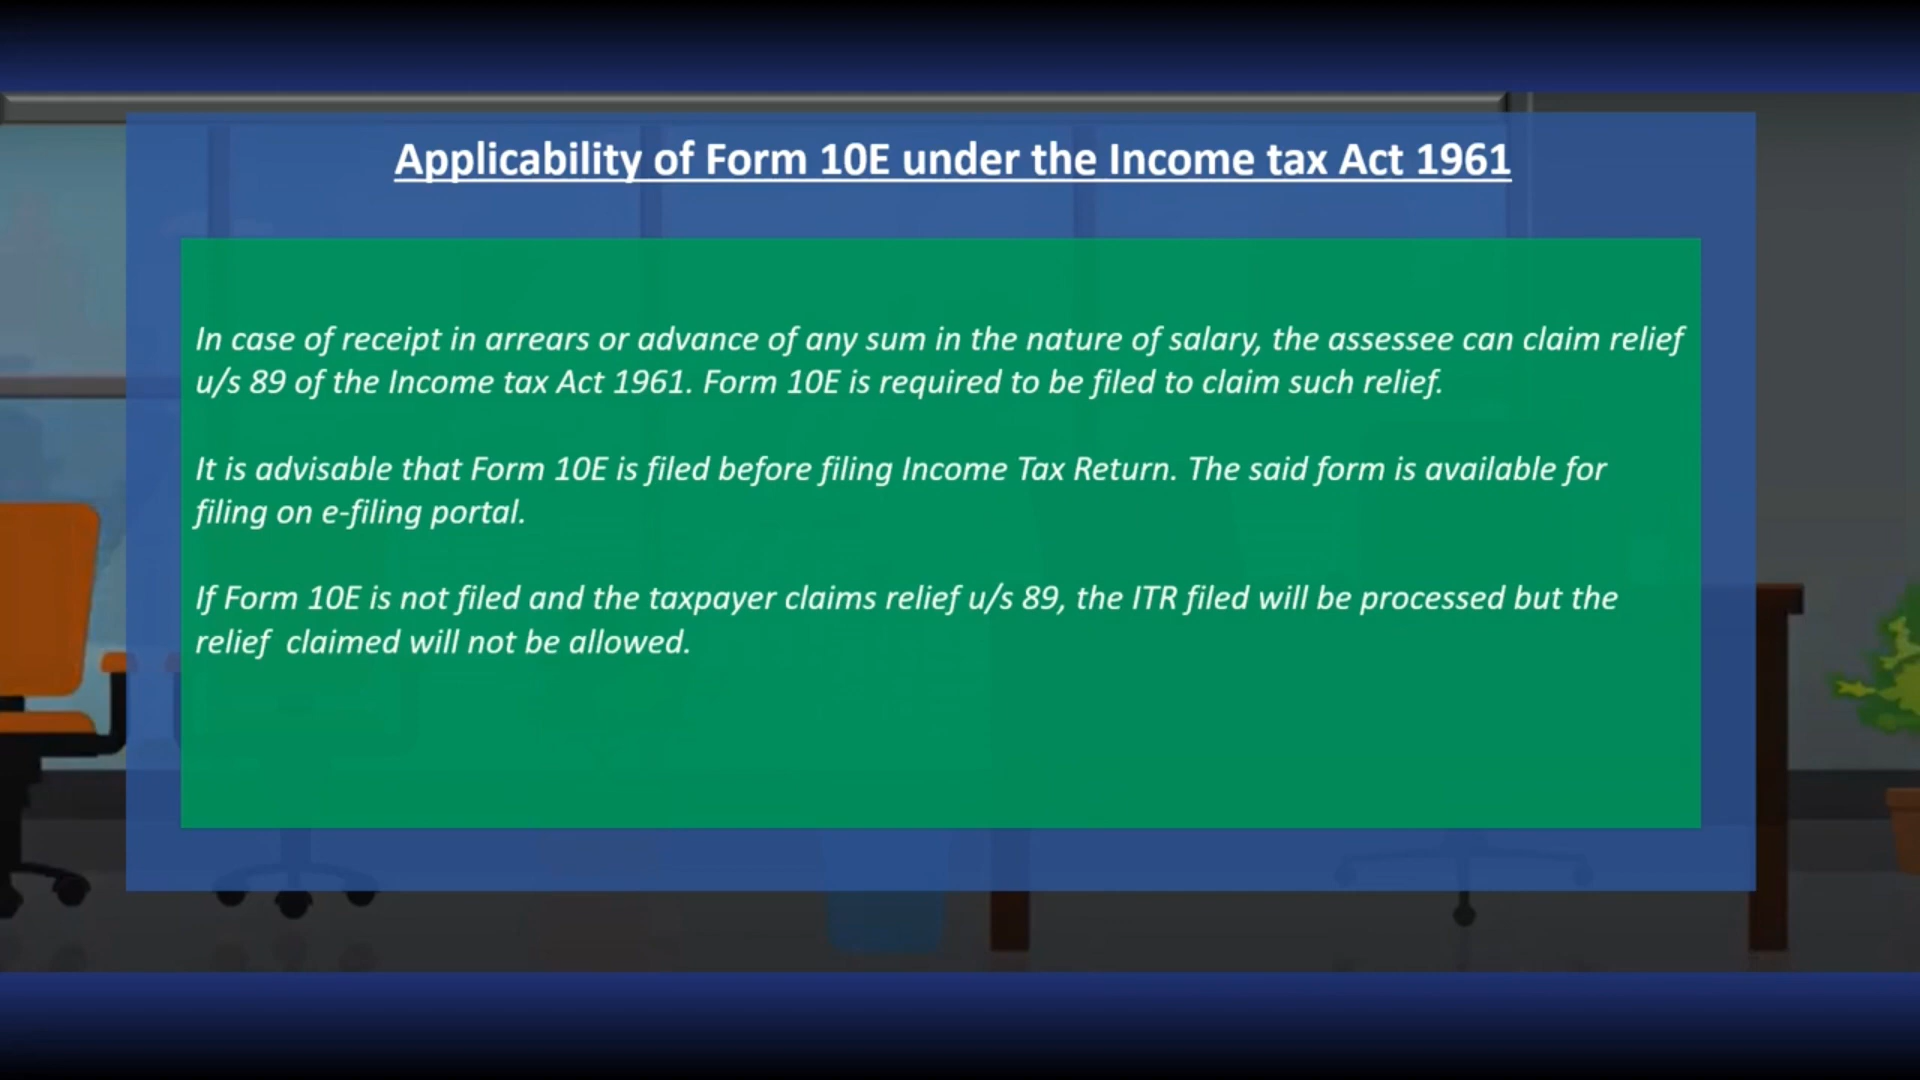 Applicability of Form 10E under the Income tax Act 1961
In case of receipt in arrears or advance of any sum in the nature of salary, the assessee can claim relief
u/s 89 of the Income tax Act 1961. Form 10E is required to be filed to claim such relief.
It is advisable that Form 10E is filed before filing Income Tax Return. The said form is available for
filing on e-filing portal.
If Form 10E is not filed and the taxpayer claims relief u/s 89, the ITR filed will be processed but the
relief  claimed will not be allowed.